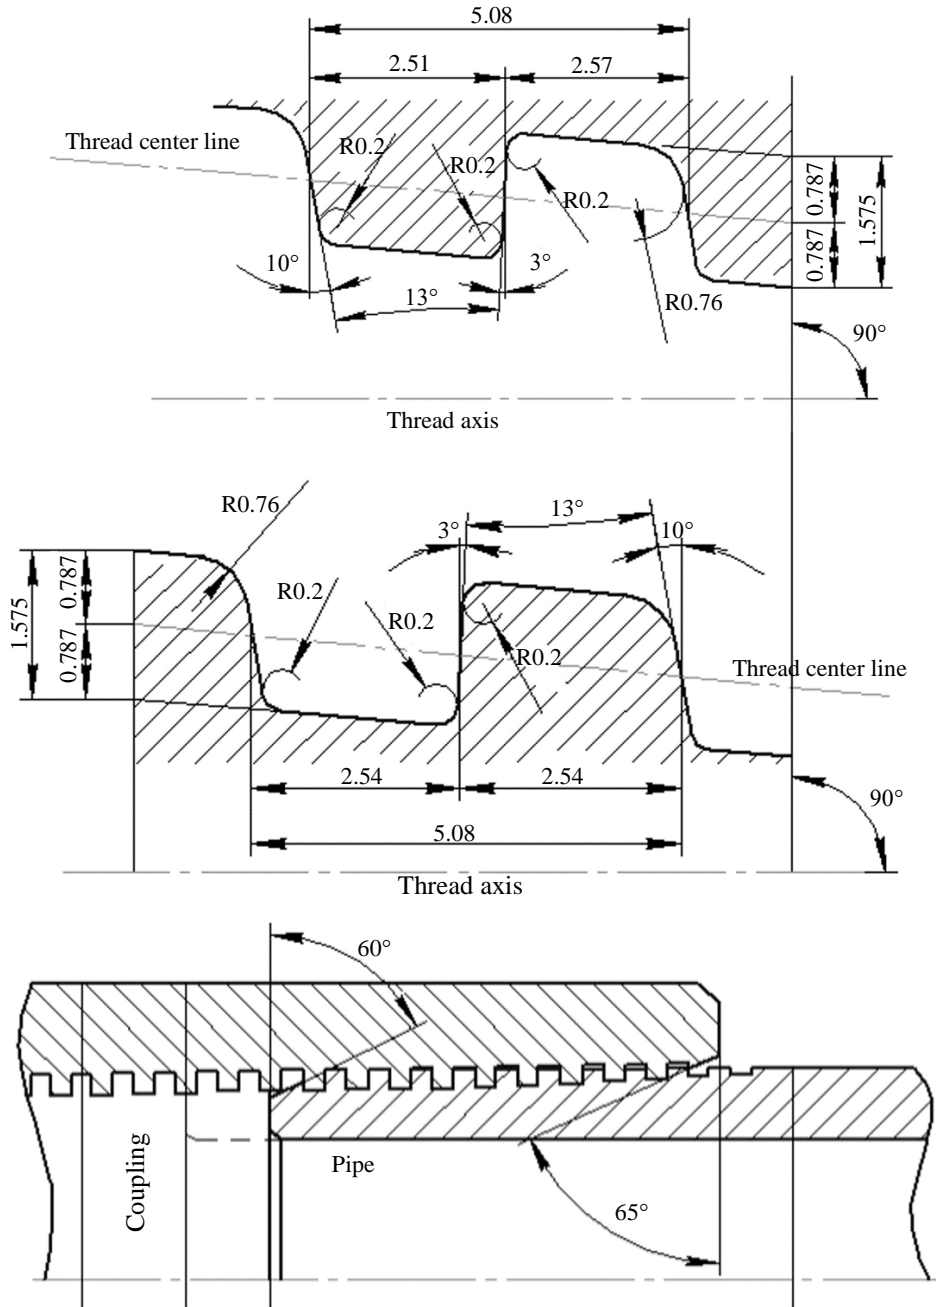 5.08
2.51
2.57
Thread center line
R0.2
R0.2
R0.2
0.787
0.787
1.575
10°
3°
13°
R0.76
90°
Thread axis
R0.76
13°
3°
10°
1.575
0.787
0.787
R0.2
R0.2
R0.2
Thread center line
2.54
2.54
90°
5.08
Thread axis
60°
Coupling
Pipe
65°